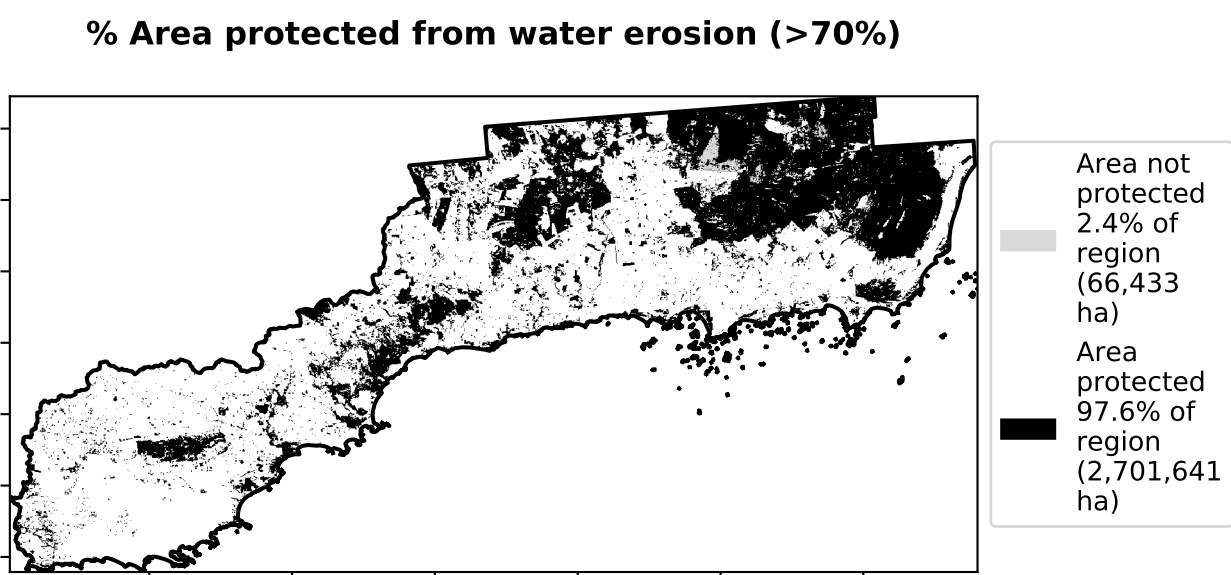 % Area protected from water erosion (>70%)
Area not
protected
2.4% of
region
(66,433
ha)
Area
protected
97.6% of
region
(2,701,641
ha)